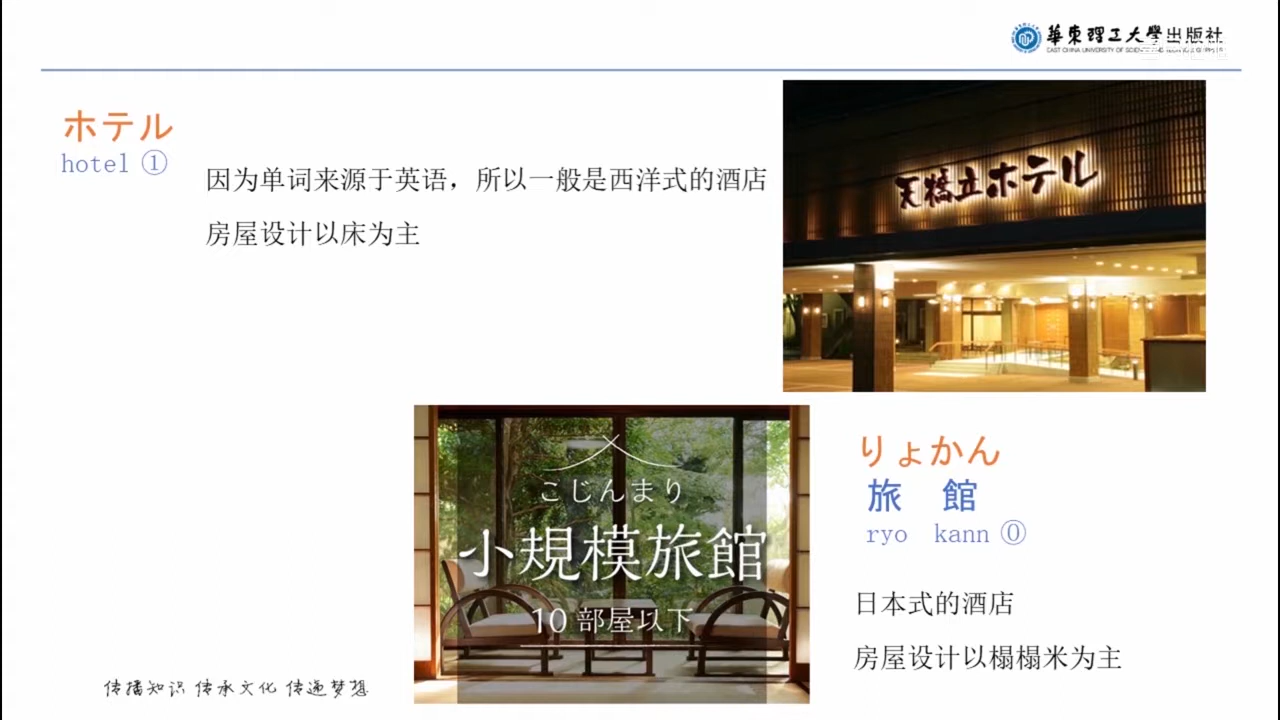 華東理工大學出版社
ホテル
hotel ①
因为单词来源于英语，所以一般是西洋式的酒店
房屋设计以床为主
天橋立ホテル
こじんまり
小規模旅館
10 部屋以下
りょかん
旅 館
ryo kann ⓪
日本式的酒店
房屋设计以榻榻米为主
传播知识 传承文化 传递梦想